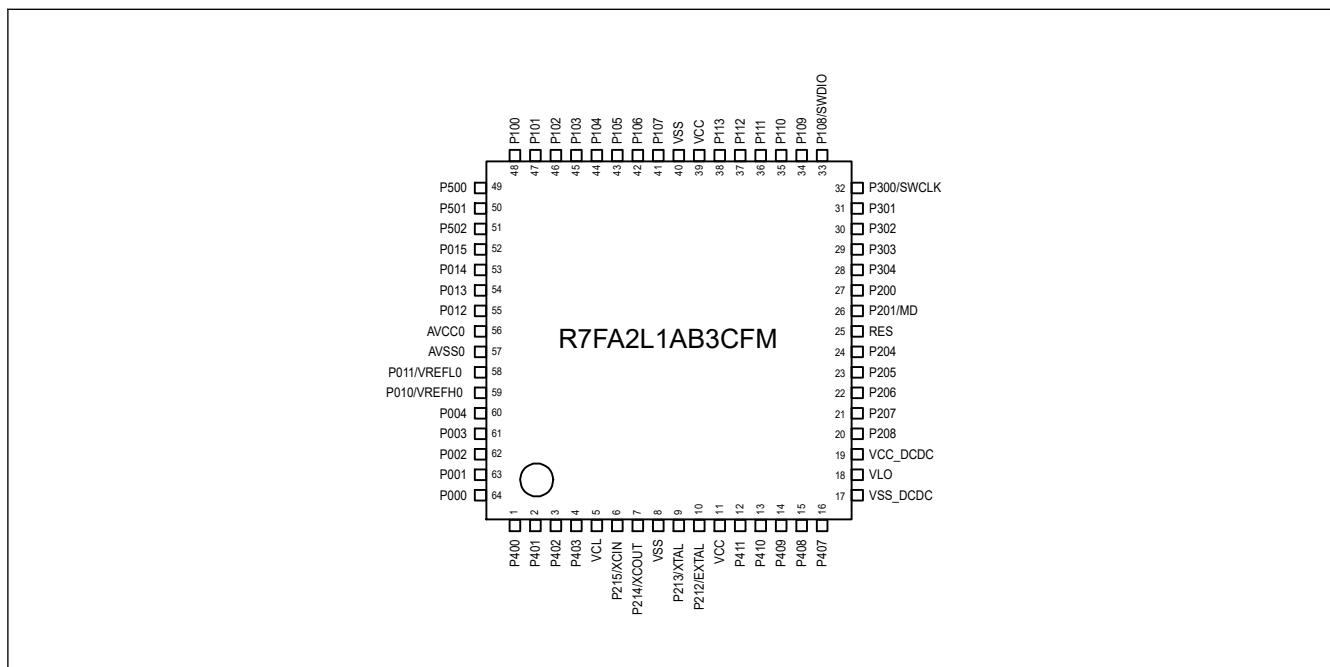 P100
P101
P102
P103
P104
P105
P106
P107
VSS
VCC
P113
P112
P111
P110
P109
P108/SWDIO
48
47
46
45
44
43
42
41
40
39
38
37
36
35
34
33
P500 49
P501 50
P502 51
P015 52
P014 53
P013 54
P012 55
AVCC0 56
AVSS0 57
P011/VREFL0 58
P010/VREFH0 59
P004 60
P003 61
P002 62
P001 63
P000 64
R7FA2L1AB3CFM
32 P300/SWCLK
31 P301
30 P302
29 P303
28 P304
27 P200
26 P201/MD
25 RES
24 P204
23 P205
22 P206
21 P207
20 P208
19 VCC_DCDC
18 VLO
17 VSS_DCDC
1
2
3
4
5
6
7
8
9
10
11
12
13
14
15
16
P400
P401
P402
P403
VCL
P215/XCIN
P214/XCOUT
VSS
P213/XTAL
P212/EXTAL
VCC
P411
P410
P409
P408
P407